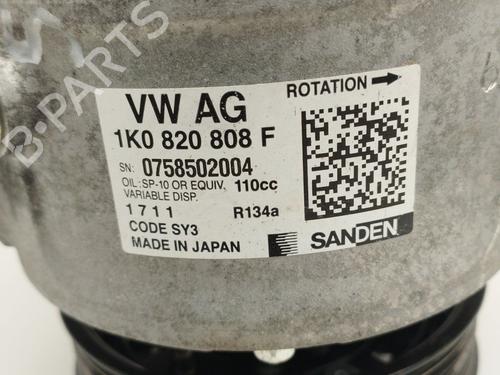 B-PARTS
VW AG
ROTATION →
1K0 820 808 F
SN: 0758502004
OIL: SP-10 OR EQUIV. 110cc
VARIABLE DISP.
1711 R134a
CODE SY3
MADE IN JAPAN
SANDEN